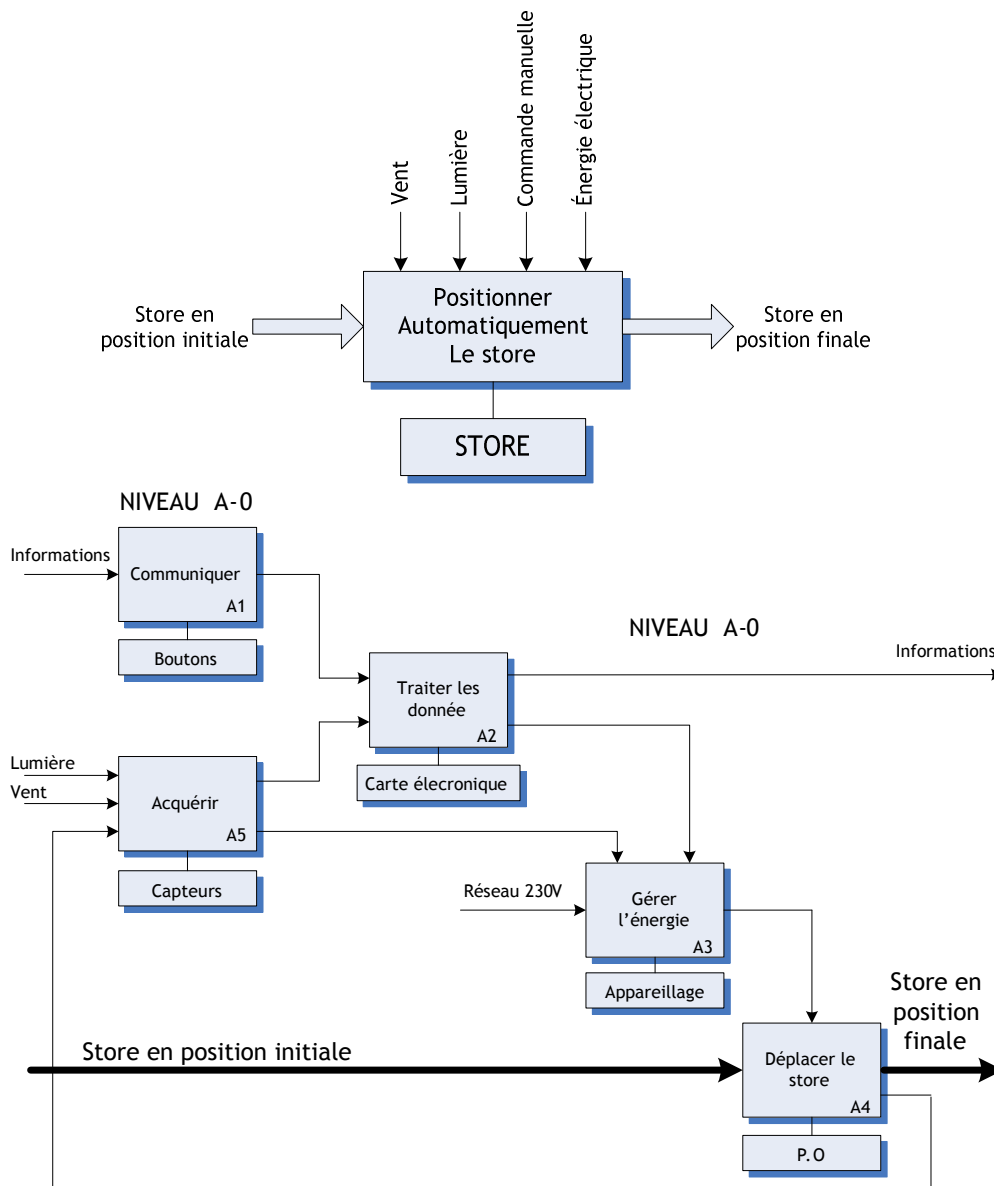 Vent
Lumière
Commande manuelle
Énergie électrique
Store en
position initiale
Positionner
Automatiquement
Le store
Store en
position finale
STORE
NIVEAU A-0
Informations
Communiquer
A1
Boutons
NIVEAU A-0
Informations
Traiter les
donnée
A2
Carte élecronique
Lumière
Vent
Acquérir
A5
Capteurs
Réseau 230V
Gérer
l'énergie
A3
Appareillage
Store en
position
finale
Store en position initiale
Déplacer le
store
A4
P.O